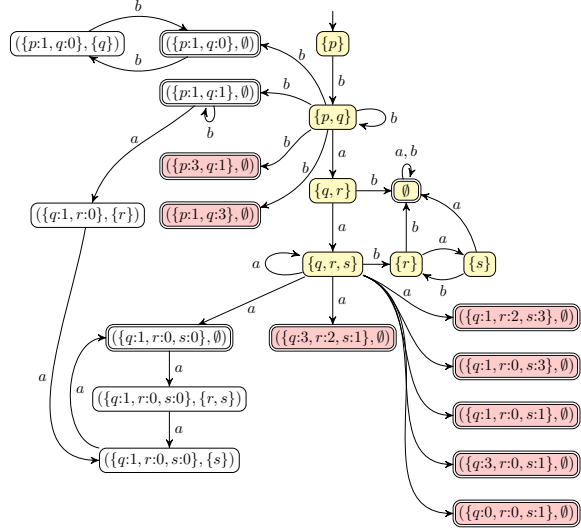 b
({p:1, q:0}, {q})
({p:1, q:0}, ∅)
{p}
b
b
({p:1, q:1}, ∅)
b
b
{p, q}
b
a
b
b
({p:3, q:1}, ∅)
b
a
({q:1, r:0}, {r})
({p:1, q:3}, ∅)
{q, r}
b
∅
a, b
a
b
a
a
{q, r, s}
b
{r}
a
b
{s}
a
a
a
({q:1, r:2, s:3}, ∅)
({q:1, r:0, s:0}, ∅)
({q:3, r:2, s:1}, ∅)
({q:1, r:0, s:3}, ∅)
a
a
({q:1, r:0, s:0}, {r, s})
({q:1, r:0, s:1}, ∅)
a
a
({q:1, r:0, s:0}, {s})
({q:3, r:0, s:1}, ∅)
({q:0, r:0, s:1}, ∅)